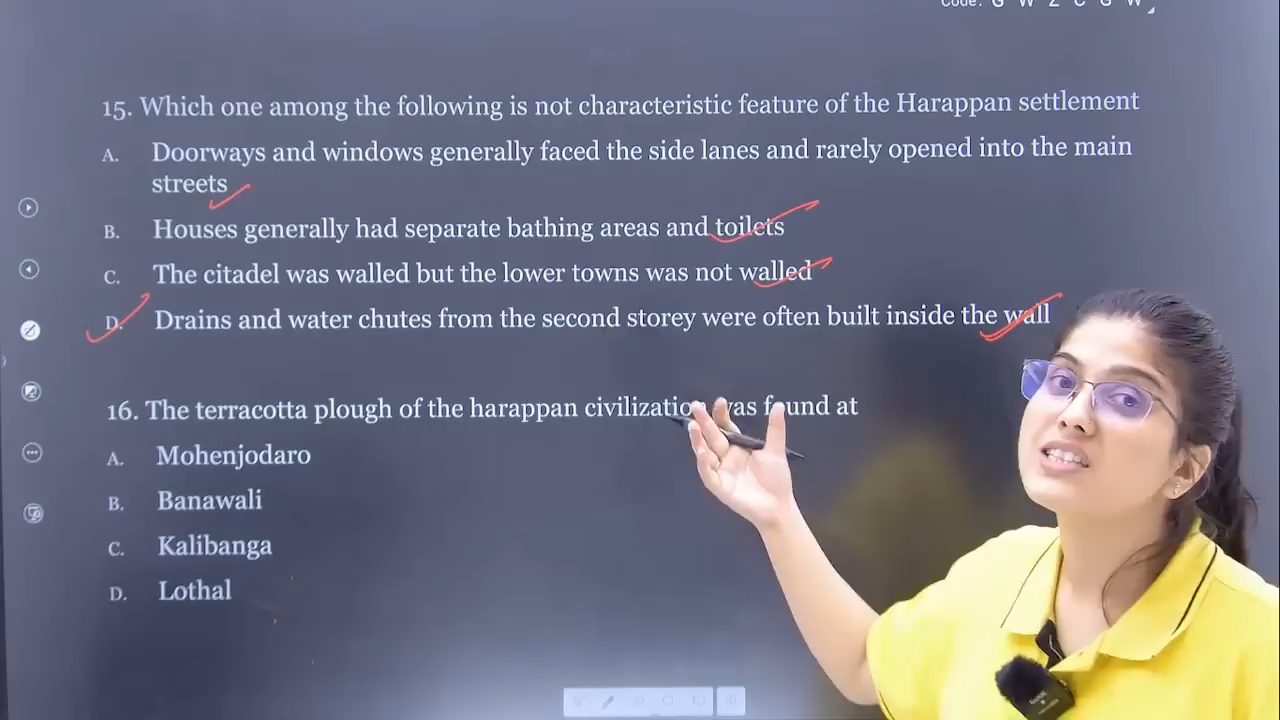 Code: G W Z C G W
15. Which one among the following is not characteristic feature of the Harappan settlement
A. Doorways and windows generally faced the side lanes and rarely opened into the main
streets
B. Houses generally had separate bathing areas and toilets
C. The citadel was walled but the lower towns was not walled
D. Drains and water chutes from the second storey were often built inside the wall
16. The terracotta plough of the harappan civilization was found at
A. Mohenjodaro
B. Banawali
C. Kalibanga
D. Lothal